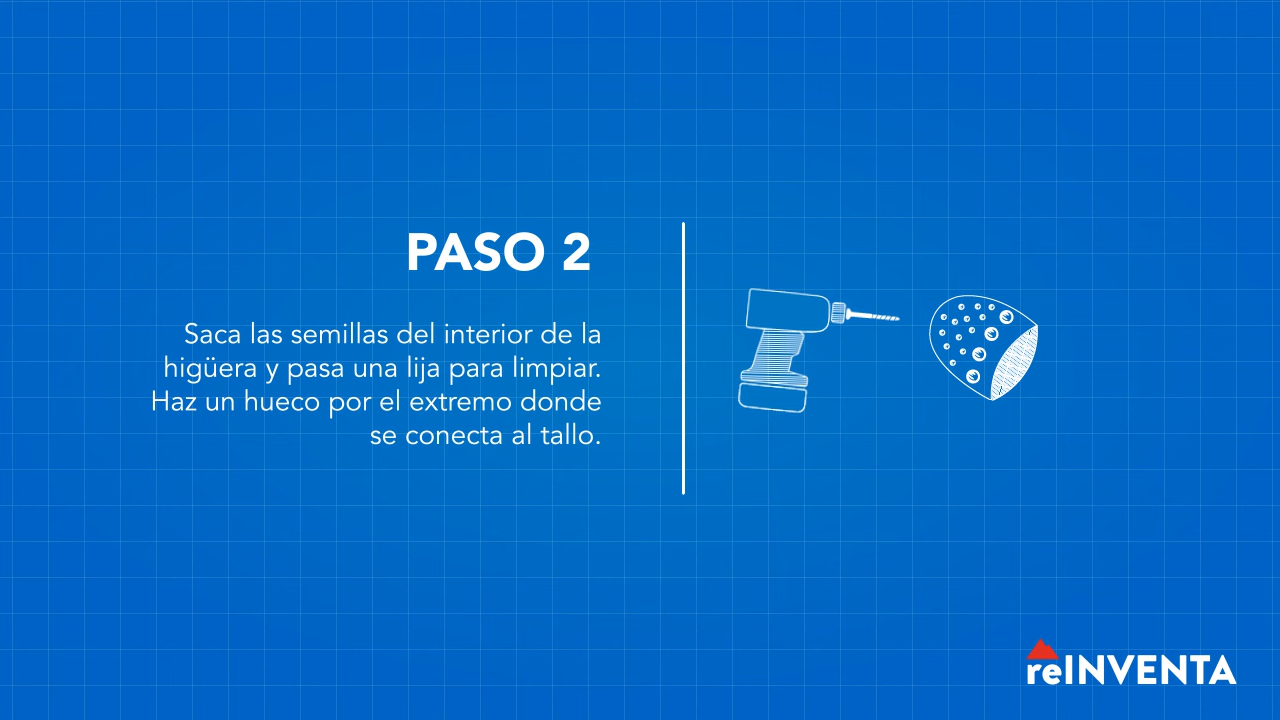 PASO 2
Saca las semillas del interior de la
higüera y pasa una lija para limpiar.
Haz un hueco por el extremo donde
se conecta al tallo.
reINVENTA